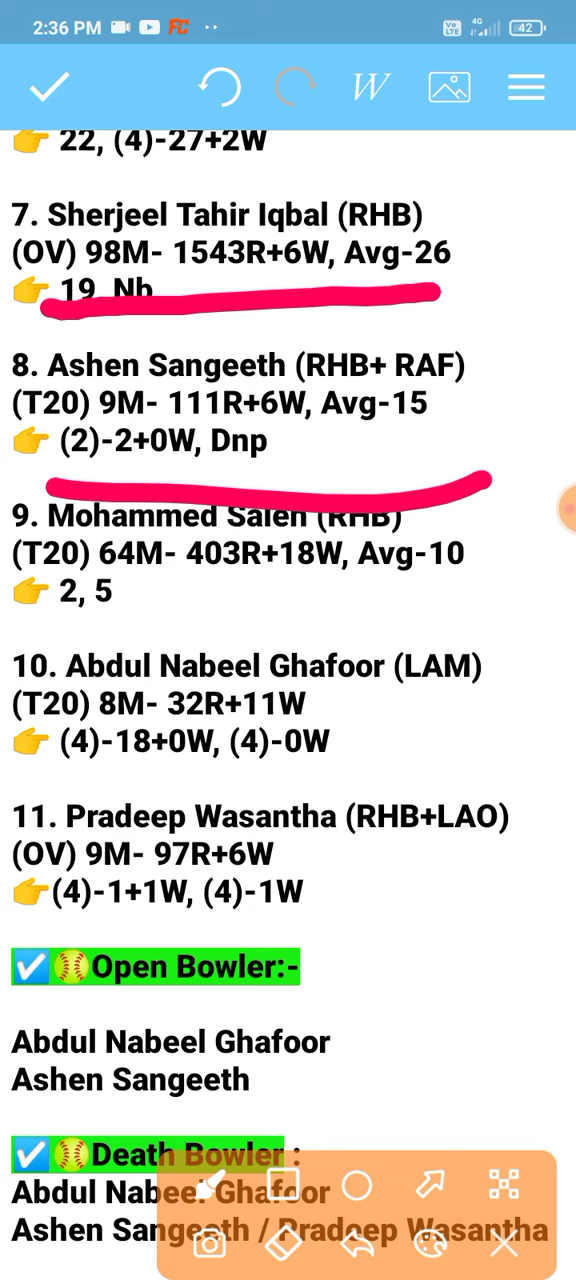 2:36 PM FC
Vo LTE 4G 42
W
👉 22, (4)-27+2W
7. Sherjeel Tahir Iqbal (RHB)
(OV) 98M- 1543R+6W, Avg-26
👉 19, Nb
8. Ashen Sangeeth (RHB+ RAF)
(T20) 9M- 111R+6W, Avg-15
👉 (2)-2+0W, Dnp
9. Mohammed Saleh (RHB)
(T20) 64M- 403R+18W, Avg-10
👉 2, 5
10. Abdul Nabeel Ghafoor (LAM)
(T20) 8M- 32R+11W
👉 (4)-18+0W, (4)-0W
11. Pradeep Wasantha (RHB+LAO)
(OV) 9M- 97R+6W
👉(4)-1+1W, (4)-1W
✅⚾Open Bowler:-
Abdul Nabeel Ghafoor
Ashen Sangeeth
✅⚾Death Bowler :
Abdul Nabeel Ghafoor
Ashen Sangeeth / Pradeep Wasantha